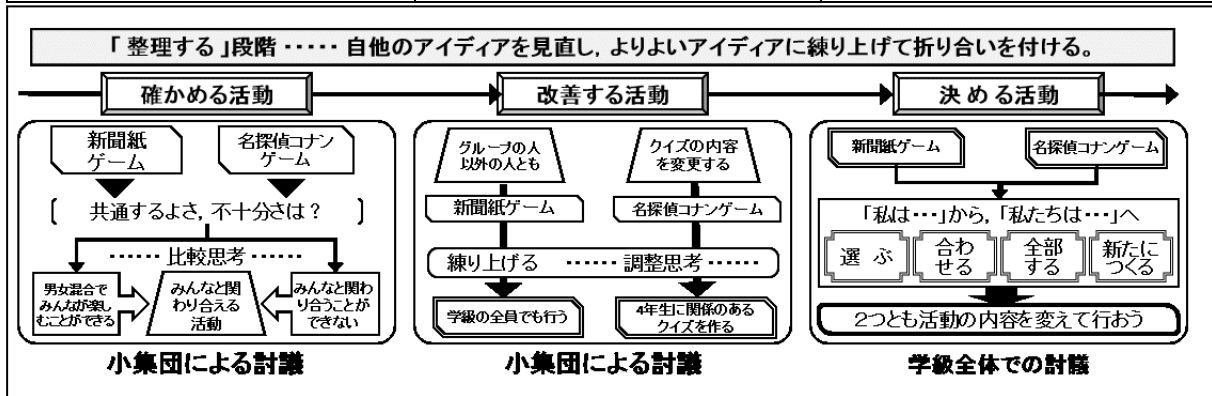 「整理する」段階‥‥‥自他のアイディアを見直し，よりよいアイディアに練り上げて折り合いを付ける。
確かめる活動
改善する活動
決める活動
新聞紙
ゲーム
名探偵コナン
ゲーム
〔 共通するよさ，不十分さは？ 〕
‥‥‥比較思考‥‥‥
男女混合で
みんなが楽し
むことができる
みんなと関
わり合える
活動
みんなと関わ
り合うことが
できない
小集団による討議
グループの人
以外の人とも
クイズの内容
を変更する
新聞紙ゲーム
名探偵コナンゲーム
練り上げる ‥‥‥調整思考‥‥‥
学級の全員でも行う
4年生に関係のある
クイズを作る
小集団による討議
新聞紙ゲーム
名探偵コナンゲーム
「私は…」から，「私たちは…」へ
選ぶ
合わ
せる
全部
する
新たに
つくる
2つとも活動の内容を変えて行おう
学級全体での討議